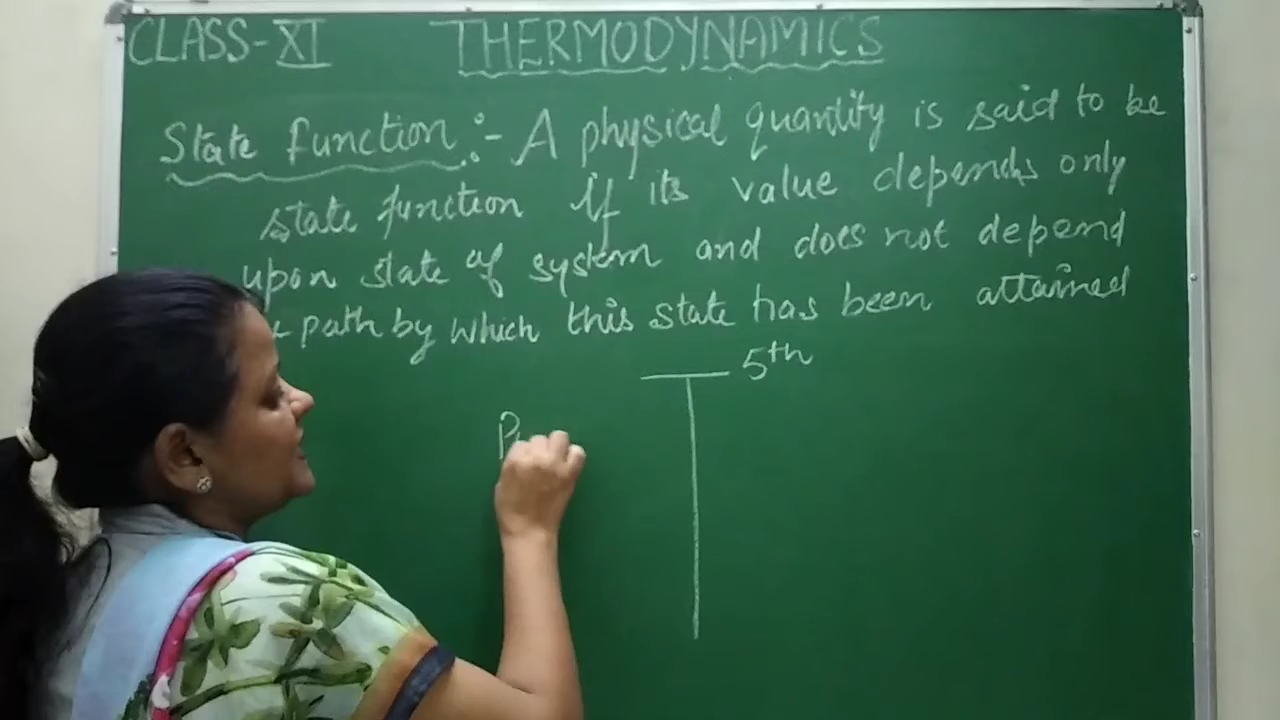 CLASS-XI THERMODYNAMICS
State function :- A physical quantity is said to be
state function if its value depends only
upon state of system and does not depend
path by which this state has been attained
5th